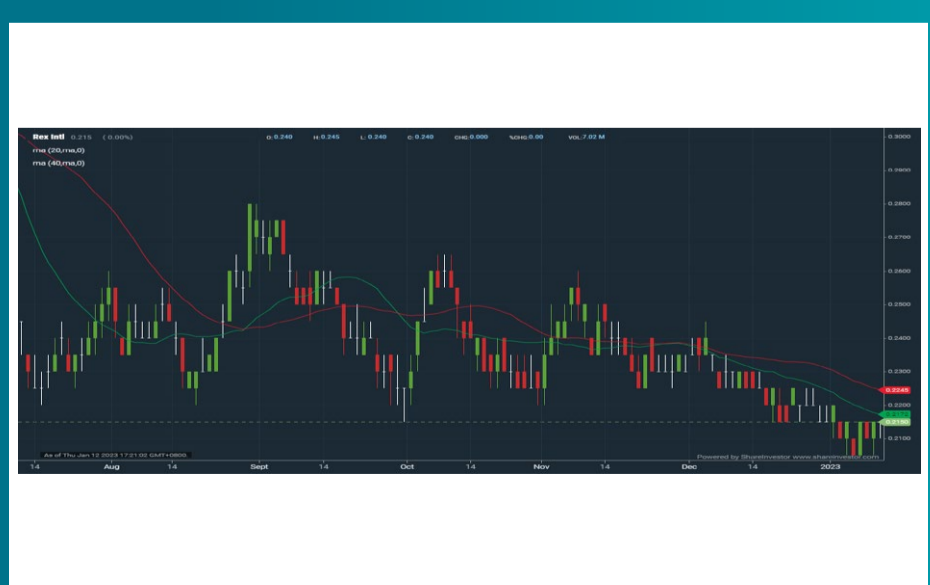 Rex Intl 0.215 ( 0.00%) O:0.240 H:0.245 L: 0.240 C: 0.240 CHG:0.000 %CHG:0.00 VOL:7.02 M
ma (20,ma,0)
ma (40,ma,0)
0.3000
0.2900
0.2800
0.2700
0.2600
0.2500
0.2400
0.2300
0.2245
0.2200
0.2150
0.2100
As of Thu Jan 12 2023 17:21:02 GMT+0800
Powered by ShareInvestor www.shareinvestor.com
14 Aug 14 Sept 14 Oct 14 Nov 14 Dec 14 2023